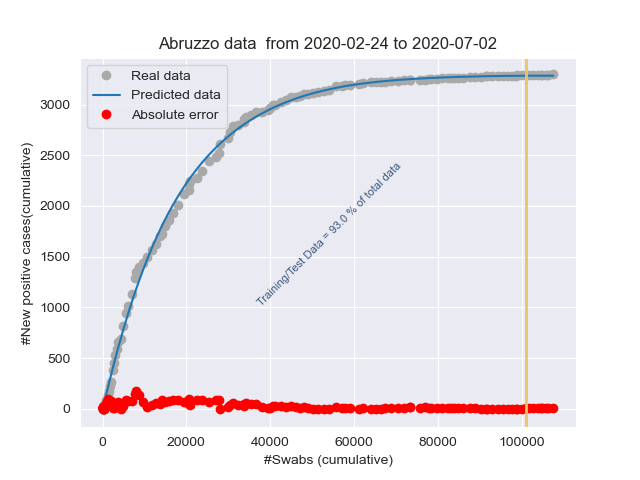 Abruzzo data  from 2020-02-24 to 2020-07-02
Real data
Predicted data
Absolute error
3000
2500
2000
1500
1000
500
0
#New positive cases(cumulative)
Training/Test Data = 93.0 % of total data
0
20000
40000
60000
80000
100000
#Swabs (cumulative)